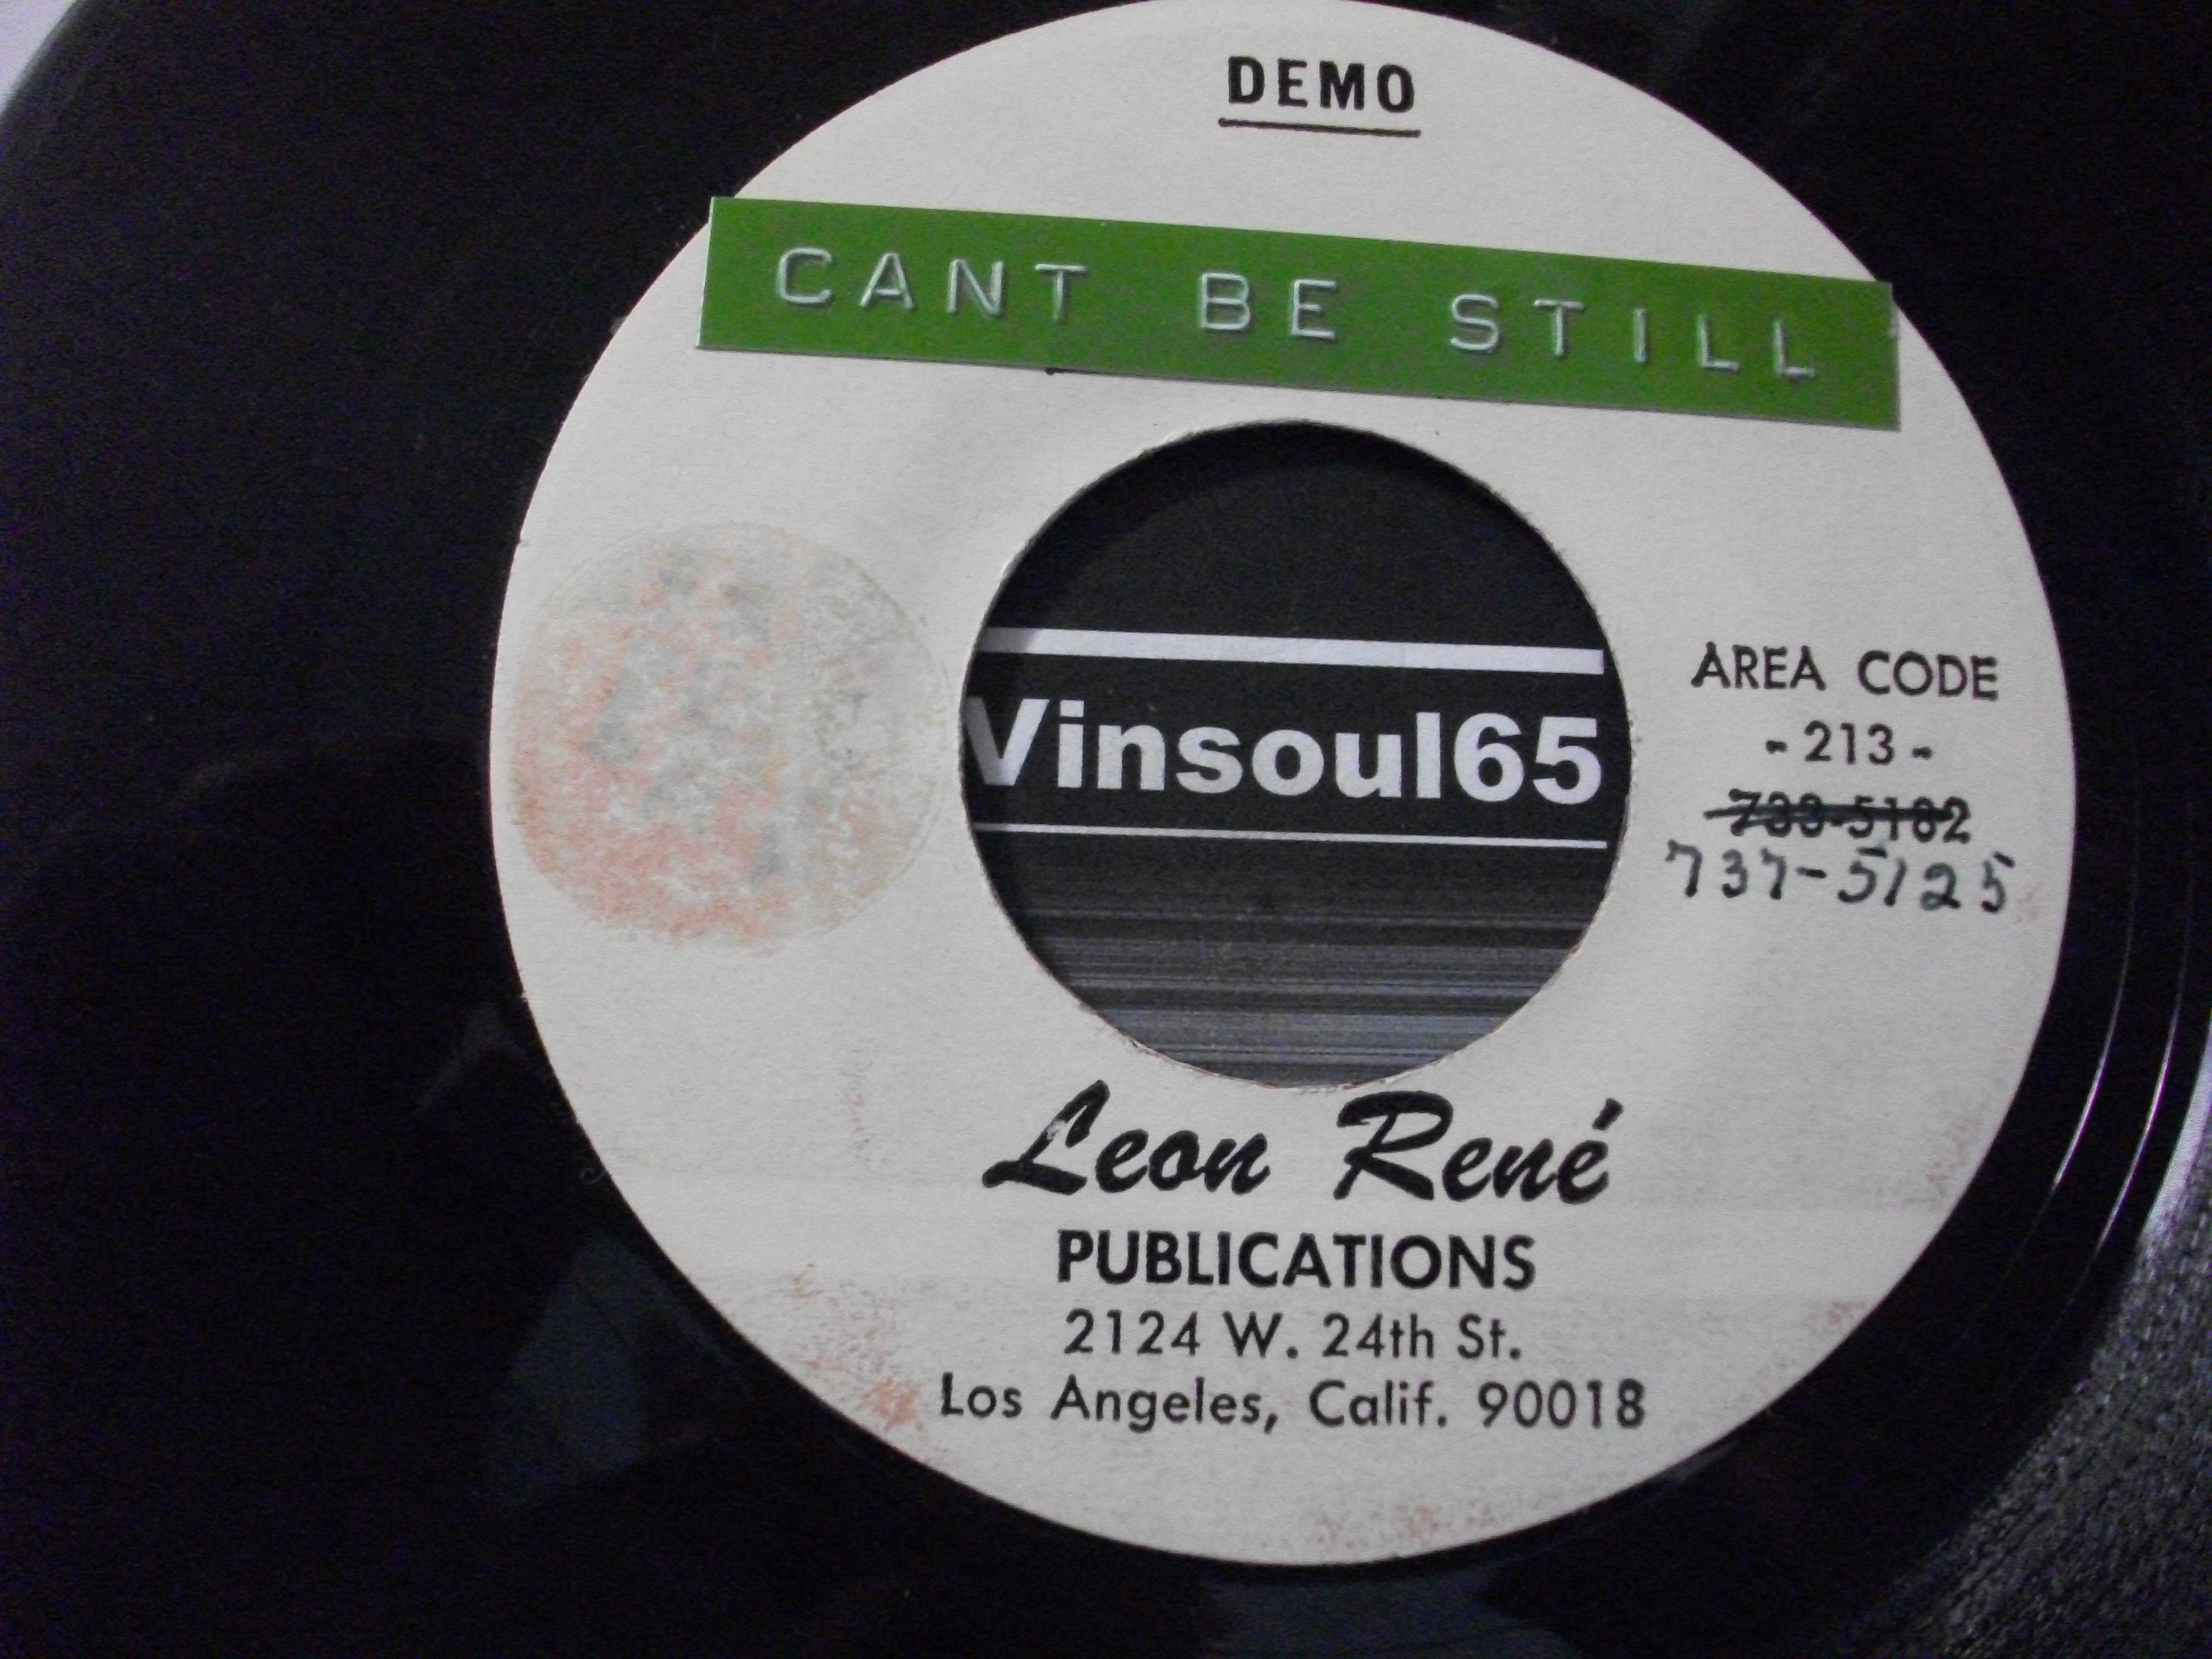 DEMO
CANT BE STILL
Vinsoul65
AREA CODE
- 213 -
733-5182
737-5125
Leon René
PUBLICATIONS
2124 W. 24th St.
Los Angeles, Calif. 90018